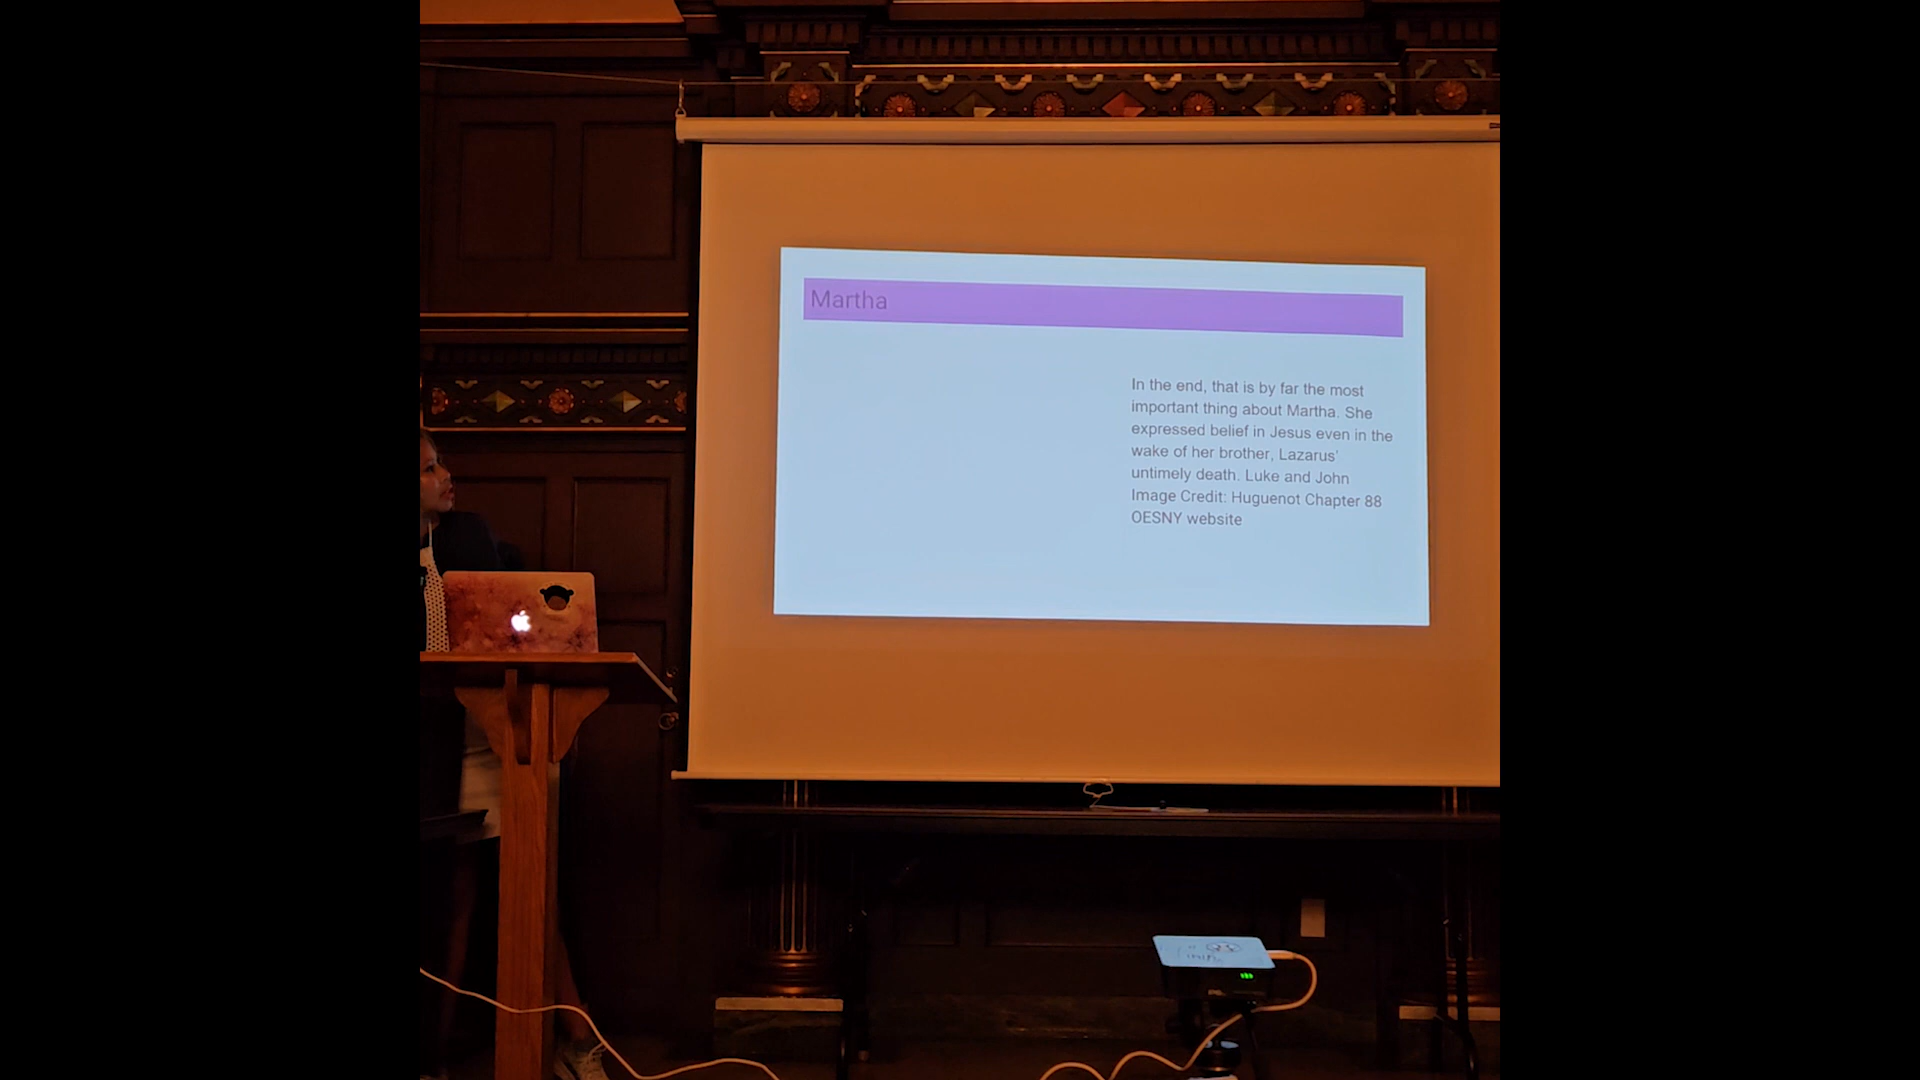 Martha
In the end, that is by far the most
important thing about Martha. She
expressed belief in Jesus even in the
wake of her brother, Lazarus'
untimely death. Luke and John
Image Credit: Huguenot Chapter 88
OESNY website